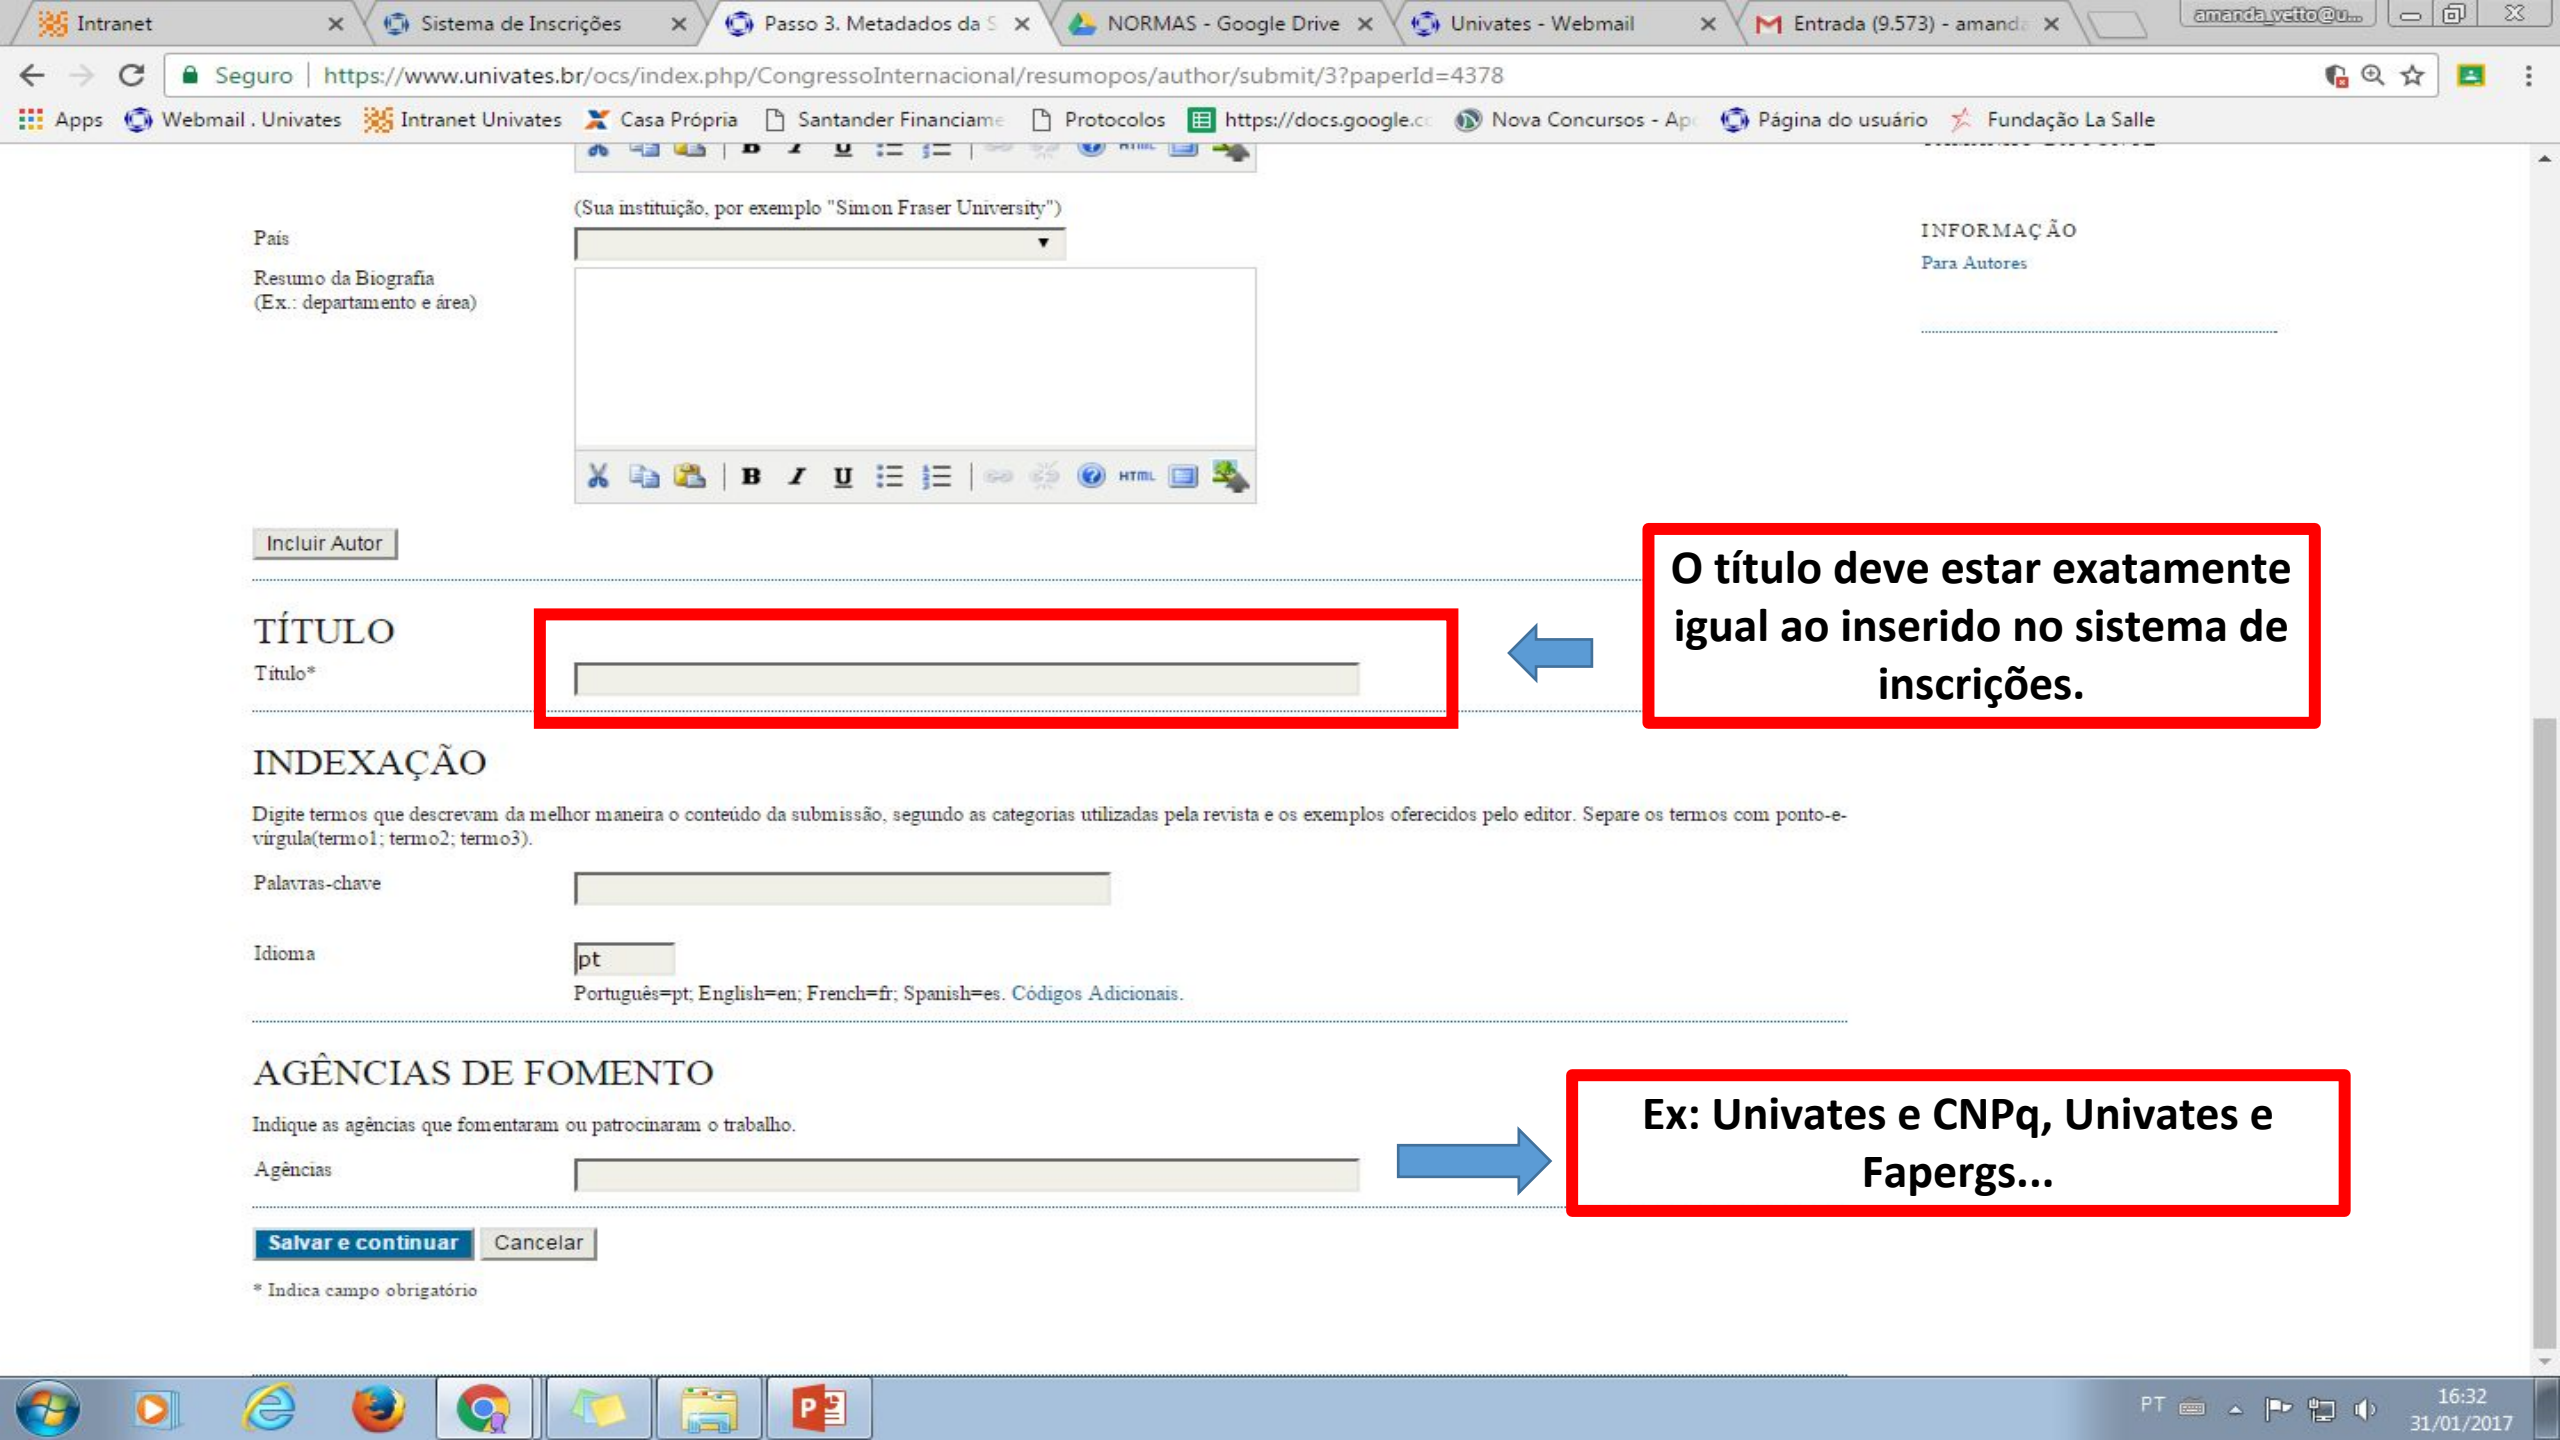 Intranet
Sistema de Inscrições
Passo 3. Metadados da S
NORMAS - Google Drive
Univates - Webmail
Entrada (9.573) - amanda
amanda_vetto@u...
Seguro | https://www.univates.br/ocs/index.php/CongressoInternacional/resumopos/author/submit/3?paperId=4378
Apps
Webmail . Univates
Intranet Univates
Casa Própria
Santander Financiame
Protocolos
https://docs.google.co
Nova Concursos - Apo
Página do usuário
Fundação La Salle
B I U HTML
(Sua instituição, por exemplo "Simon Fraser University")
País
Resumo da Biografia
(Ex.: departamento e área)
B I U HTML
Incluir Autor
INFORMAÇÃO
Para Autores
O título deve estar exatamente
igual ao inserido no sistema de
inscrições.
TÍTULO
Título*
INDEXAÇÃO
Digite termos que descrevam da melhor maneira o conteúdo da submissão, segundo as categorias utilizadas pela revista e os exemplos oferecidos pelo editor. Separe os termos com ponto-e-
vírgula(termo1; termo2; termo3).
Palavras-chave
Idioma
pt
Português=pt; English=en; French=fr; Spanish=es. Códigos Adicionais.
AGÊNCIAS DE FOMENTO
Indique as agências que fomentaram ou patrocinaram o trabalho.
Agências
Ex: Univates e CNPq, Univates e
Fapergs...
Salvar e continuar
Cancelar
* Indica campo obrigatório
PT
16:32
31/01/2017